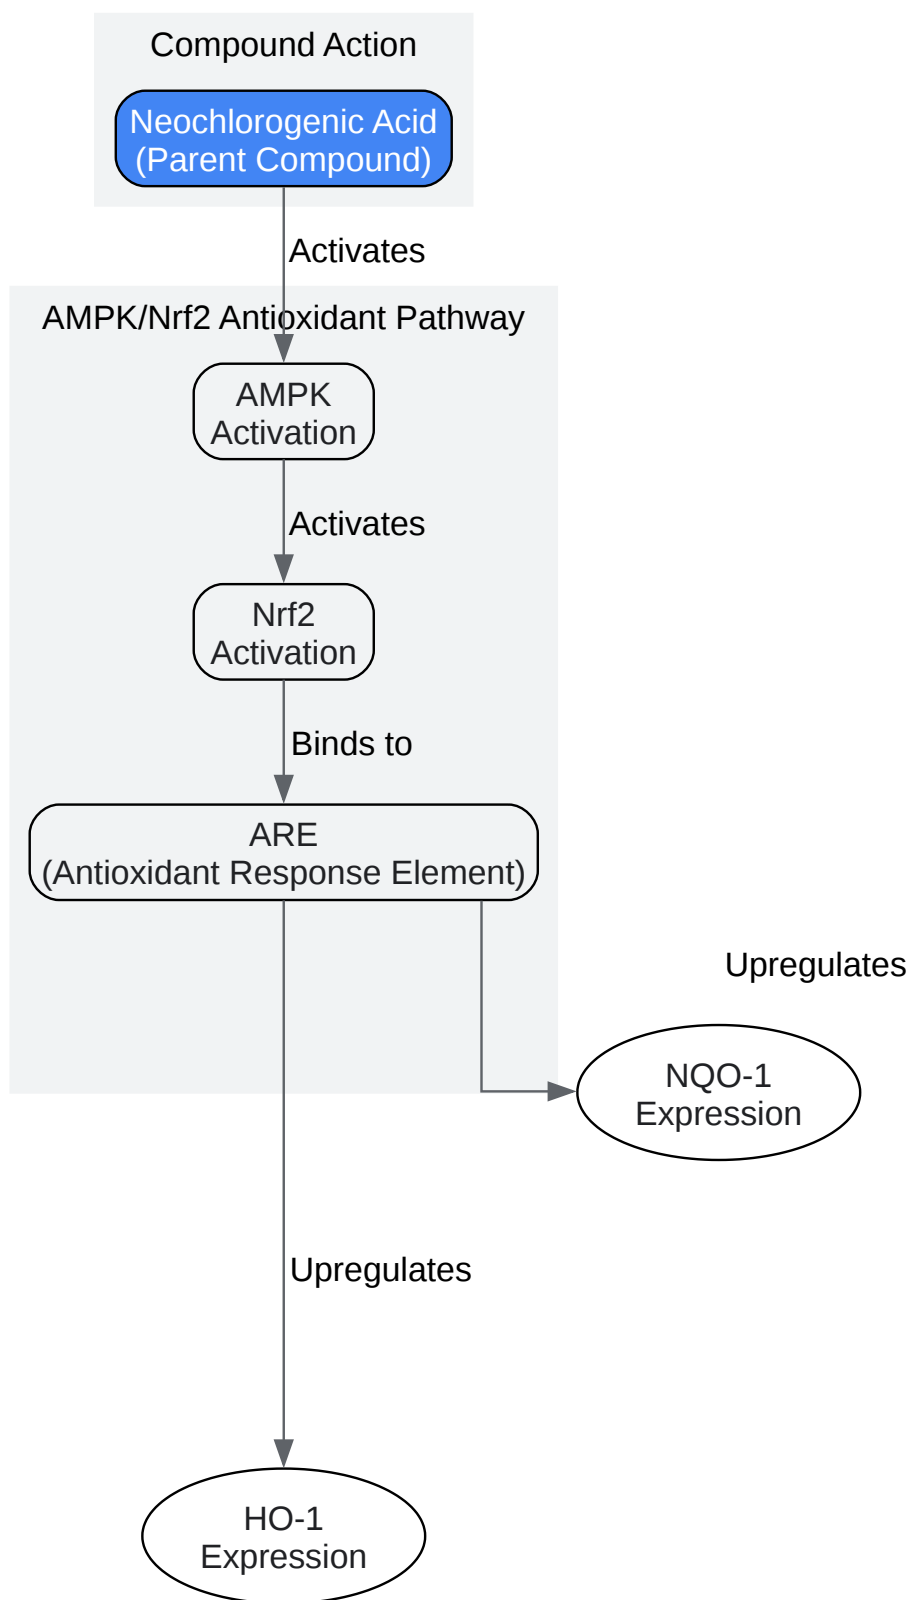 Compound Action
Neochlorogenic Acid
(Parent Compound)
Activates
AMPK/Nrf2 Antioxidant Pathway
AMPK
Activation
Activates
Nrf2
Activation
Binds to
ARE
(Antioxidant Response Element)
Upregulates
NQO-1
Expression
Upregulates
HO-1
Expression